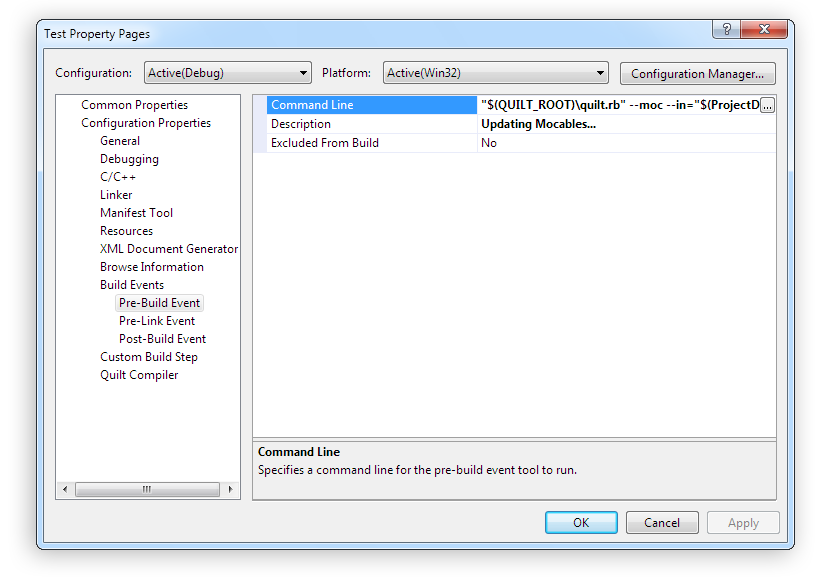 Test Property Pages
Configuration: Active(Debug) Platform: Active(Win32) Configuration Manager...
Common Properties
Configuration Properties
General
Debugging
C/C++
Linker
Manifest Tool
Resources
XML Document Generator
Browse Information
Build Events
Pre-Build Event
Pre-Link Event
Post-Build Event
Custom Build Step
Quilt Compiler
Command Line "$(QUILT_ROOT)\quilt.rb" --moc --in="$(ProjectD ...
Description Updating Mocables...
Excluded From Build No
Command Line
Specifies a command line for the pre-build event tool to run.
OK Cancel Apply